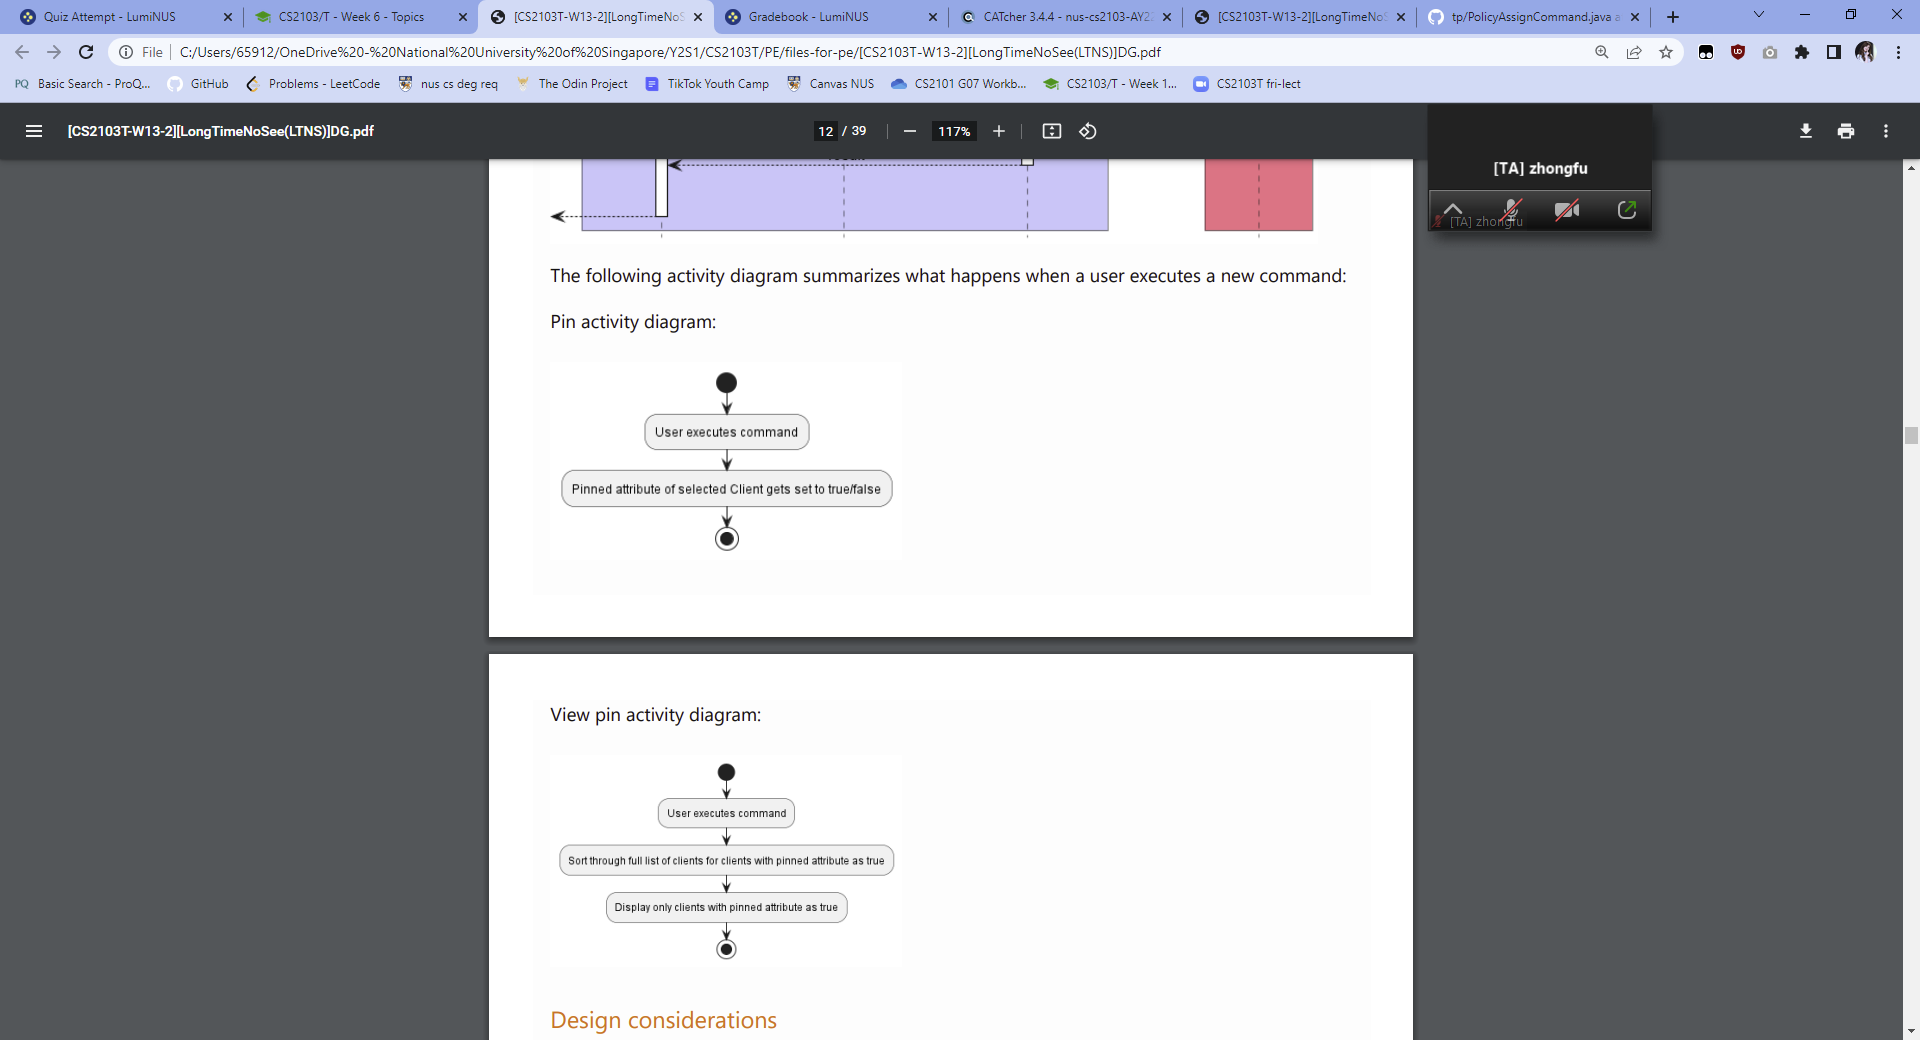 Quiz Attempt - LumiNUS
CS2103/T - Week 6 - Topics
[CS2103T-W13-2][LongTimeNoS
Gradebook - LumiNUS
CATcher 3.4.4 - nus-cs2103-AY22
[CS2103T-W13-2][LongTimeNoS
tp/PolicyAssignCommand.java a
File
C:/Users/65912/OneDrive%20-%20National%20University%20of%20Singapore/Y2S1/CS2103T/PE/files-for-pe/[CS2103T-W13-2][LongTimeNoSee(LTNS)]DG.pdf
PQ Basic Search - ProQ...
GitHub
Problems - LeetCode
nus cs deg req
The Odin Project
TikTok Youth Camp
Canvas NUS
CS2101 G07 Workb...
CS2103/T - Week 1...
CS2103T fri-lect
[CS2103T-W13-2][LongTimeNoSee(LTNS)]DG.pdf
12 / 39
117%
[TA] zhongfu
[TA] zhongfu
The following activity diagram summarizes what happens when a user executes a new command:
Pin activity diagram:
User executes command
Pinned attribute of selected Client gets set to true/false
View pin activity diagram:
User executes command
Sort through full list of clients for clients with pinned attribute as true
Display only clients with pinned attribute as true
Design considerations